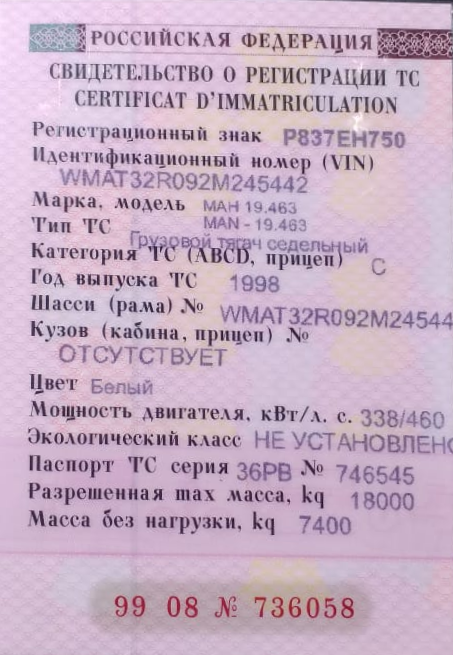 РОССИЙСКАЯ ФЕДЕРАЦИЯ
СВИДЕТЕЛЬСТВО О РЕГИСТРАЦИИ ТС
CERTIFICAT D'IMMATRICULATION
Регистрационный знак Р837ЕН750
Идентификационный номер (VIN)
WMAT32R092M245442
Марка, модель МАН 19.463
MAN - 19.463
Тип ТС Грузовой тягач седельный
Категория ТС (ABCD, прицеп) C
Год выпуска ТС 1998
Шасси (рама) № WMAT32R092M24544
Кузов (кабина, прицеп) №
ОТСУТСТВУЕТ
Цвет Белый
Мощность двигателя, кВт/л. с. 338/460
Экологический класс НЕ УСТАНОВЛЕНО
Паспорт ТС серия 36РВ № 746545
Разрешенная max масса, kg 18000
Масса без нагрузки, kg 7400
99 08 № 736058